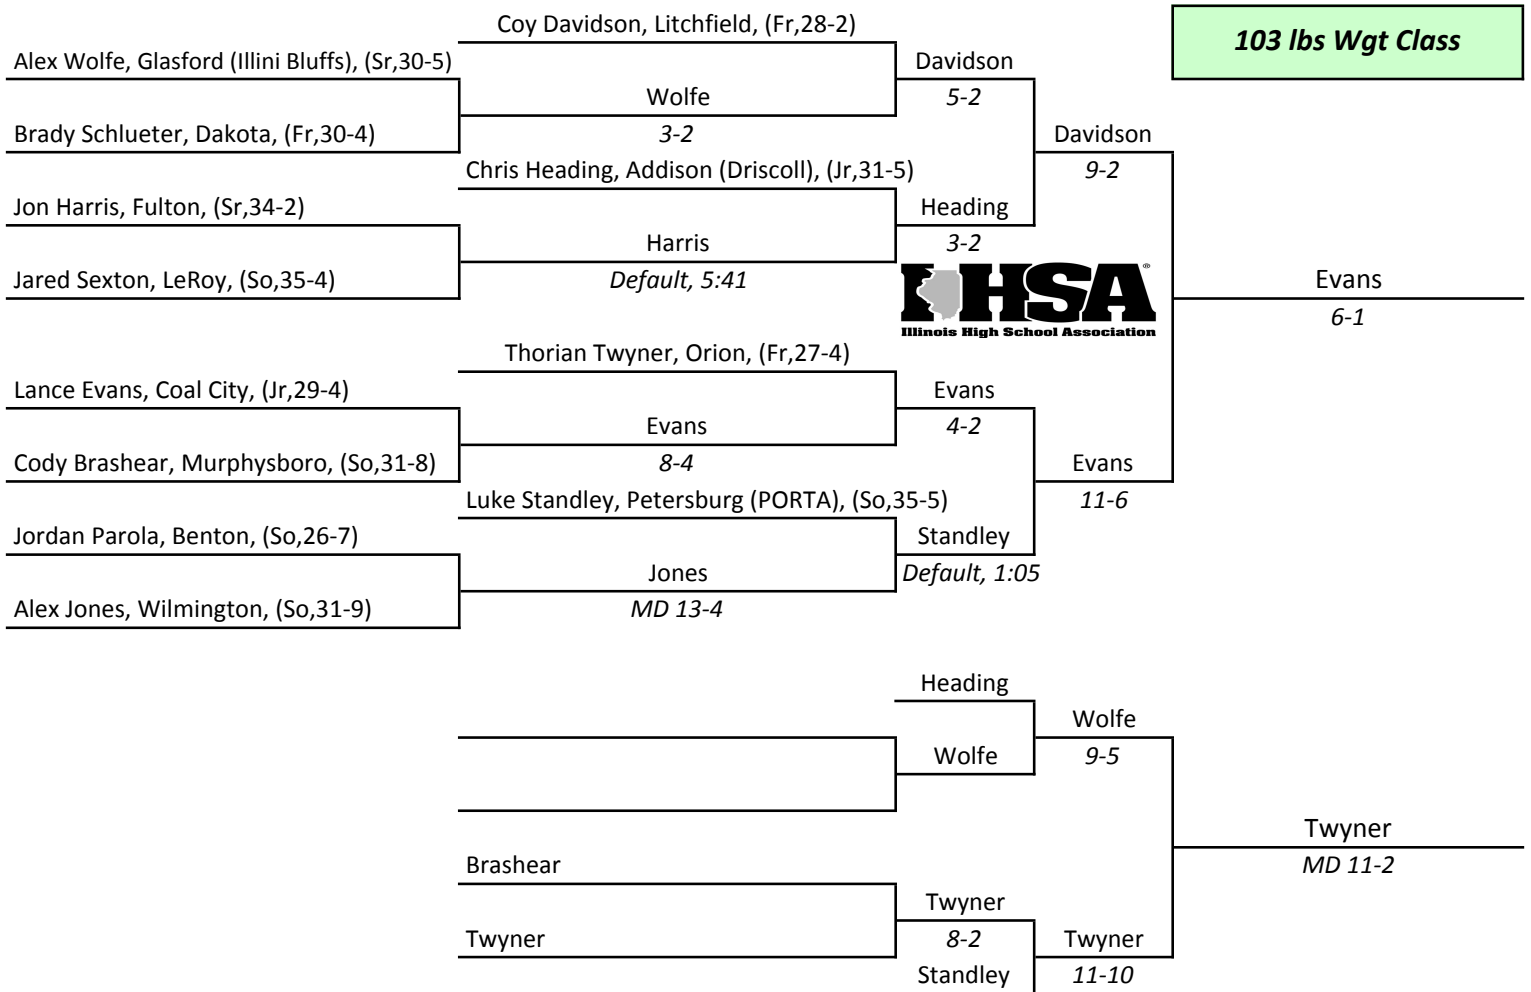 Coy Davidson, Litchfield, (Fr,28-2)
103 lbs Wgt Class
Alex Wolfe, Glasford (Illini Bluffs), (Sr,30-5)
Davidson
Wolfe
5-2
Brady Schlueter, Dakota, (Fr,30-4)
3-2
Davidson
Chris Heading, Addison (Driscoll), (Jr,31-5)
9-2
Jon Harris, Fulton, (Sr,34-2)
Heading
Harris
3-2
Jared Sexton, LeRoy, (So,35-4)
Default, 5:41
IHSA®
Illinois High School Association
Evans
6-1
Thorian Twyner, Orion, (Fr,27-4)
Lance Evans, Coal City, (Jr,29-4)
Evans
Evans
4-2
Cody Brashear, Murphysboro, (So,31-8)
8-4
Evans
Luke Standley, Petersburg (PORTA), (So,35-5)
11-6
Jordan Parola, Benton, (So,26-7)
Standley
Jones
Default, 1:05
Alex Jones, Wilmington, (So,31-9)
MD 13-4
Heading
Wolfe
Wolfe
9-5
Twyner
MD 11-2
Brashear
Twyner
Twyner
8-2
Twyner
Standley
11-10